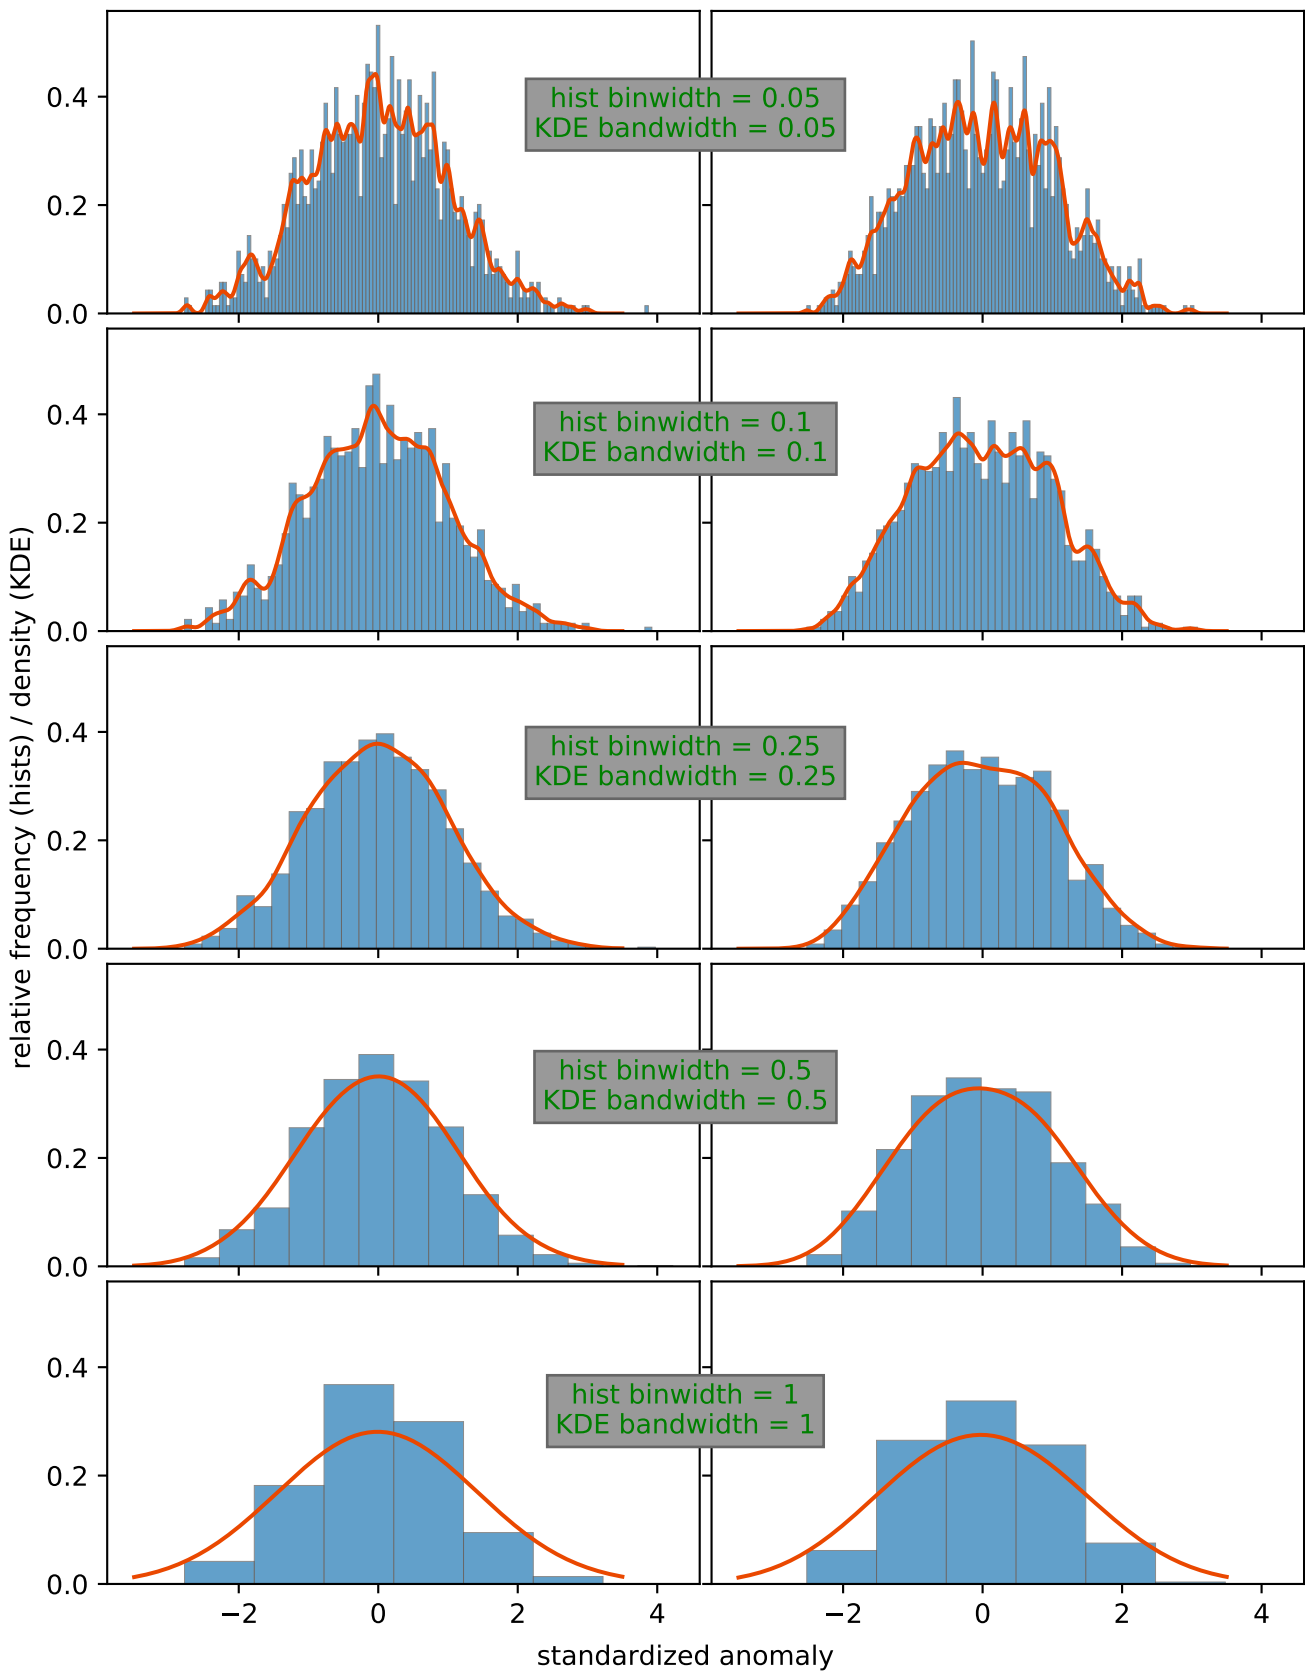 0.4
0.2
0.0
hist binwidth = 0.05
KDE bandwidth = 0.05
0.4
0.2
0.0
hist binwidth = 0.1
KDE bandwidth = 0.1
0.4
0.2
0.0
hist binwidth = 0.25
KDE bandwidth = 0.25
0.4
0.2
0.0
hist binwidth = 0.5
KDE bandwidth = 0.5
0.4
0.2
0.0
hist binwidth = 1
KDE bandwidth = 1
−2 0 2 4
−2 0 2 4
standardized anomaly
relative frequency (hists) / density (KDE)